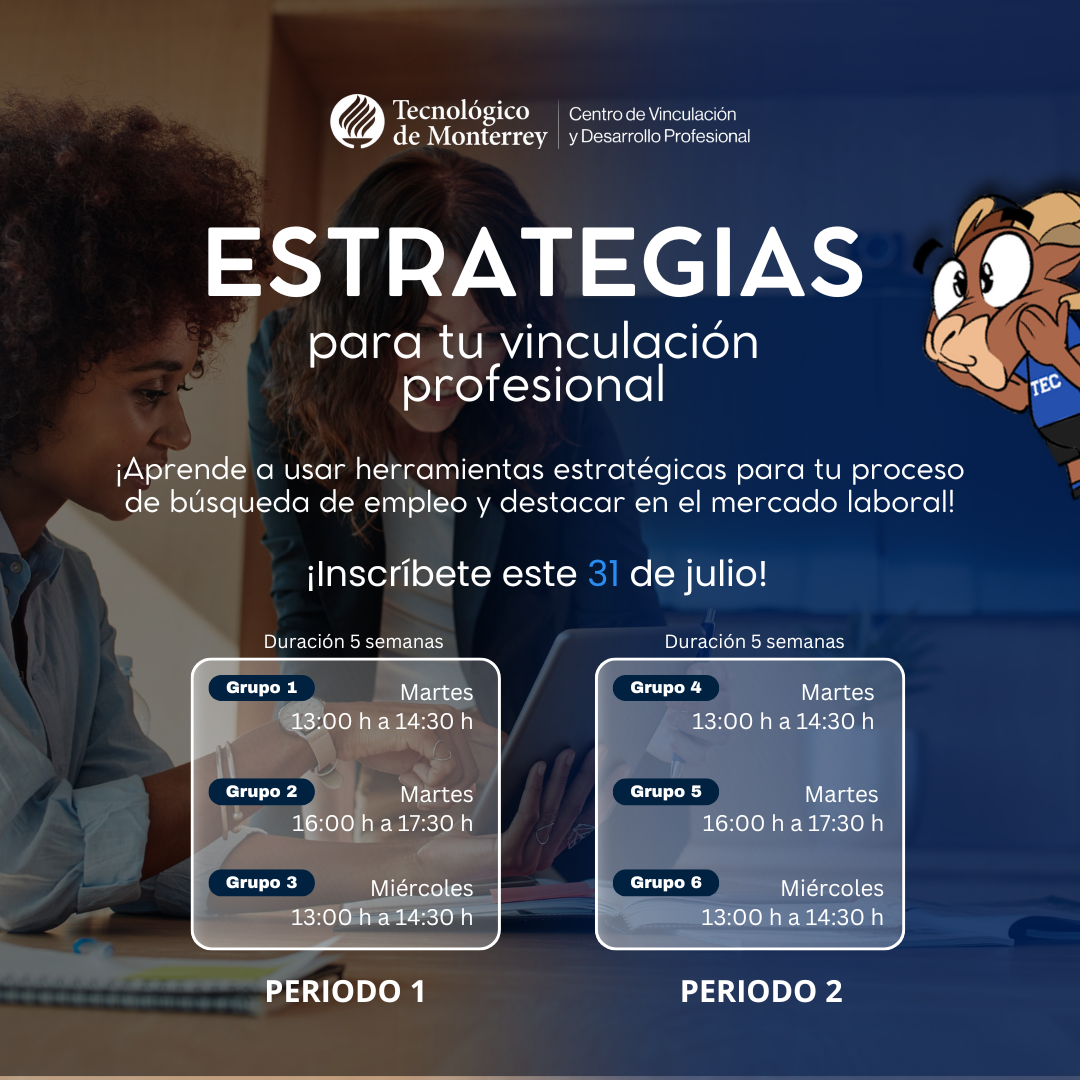 Tecnológico
de Monterrey
Centro de Vinculación
y Desarrollo Profesional
ESTRATEGIAS
para tu vinculación
profesional
TEC
¡Aprende a usar herramientas estratégicas para tu proceso
de búsqueda de empleo y destacar en el mercado laboral!
¡Inscríbete este 31 de julio!
Duración 5 semanas
Grupo 1 Martes
13:00 h a 14:30 h
Grupo 2 Martes
16:00 h a 17:30 h
Grupo 3 Miércoles
13:00 h a 14:30 h
PERIODO 1
Duración 5 semanas
Grupo 4 Martes
13:00 h a 14:30 h
Grupo 5 Martes
16:00 h a 17:30 h
Grupo 6 Miércoles
13:00 h a 14:30 h
PERIODO 2